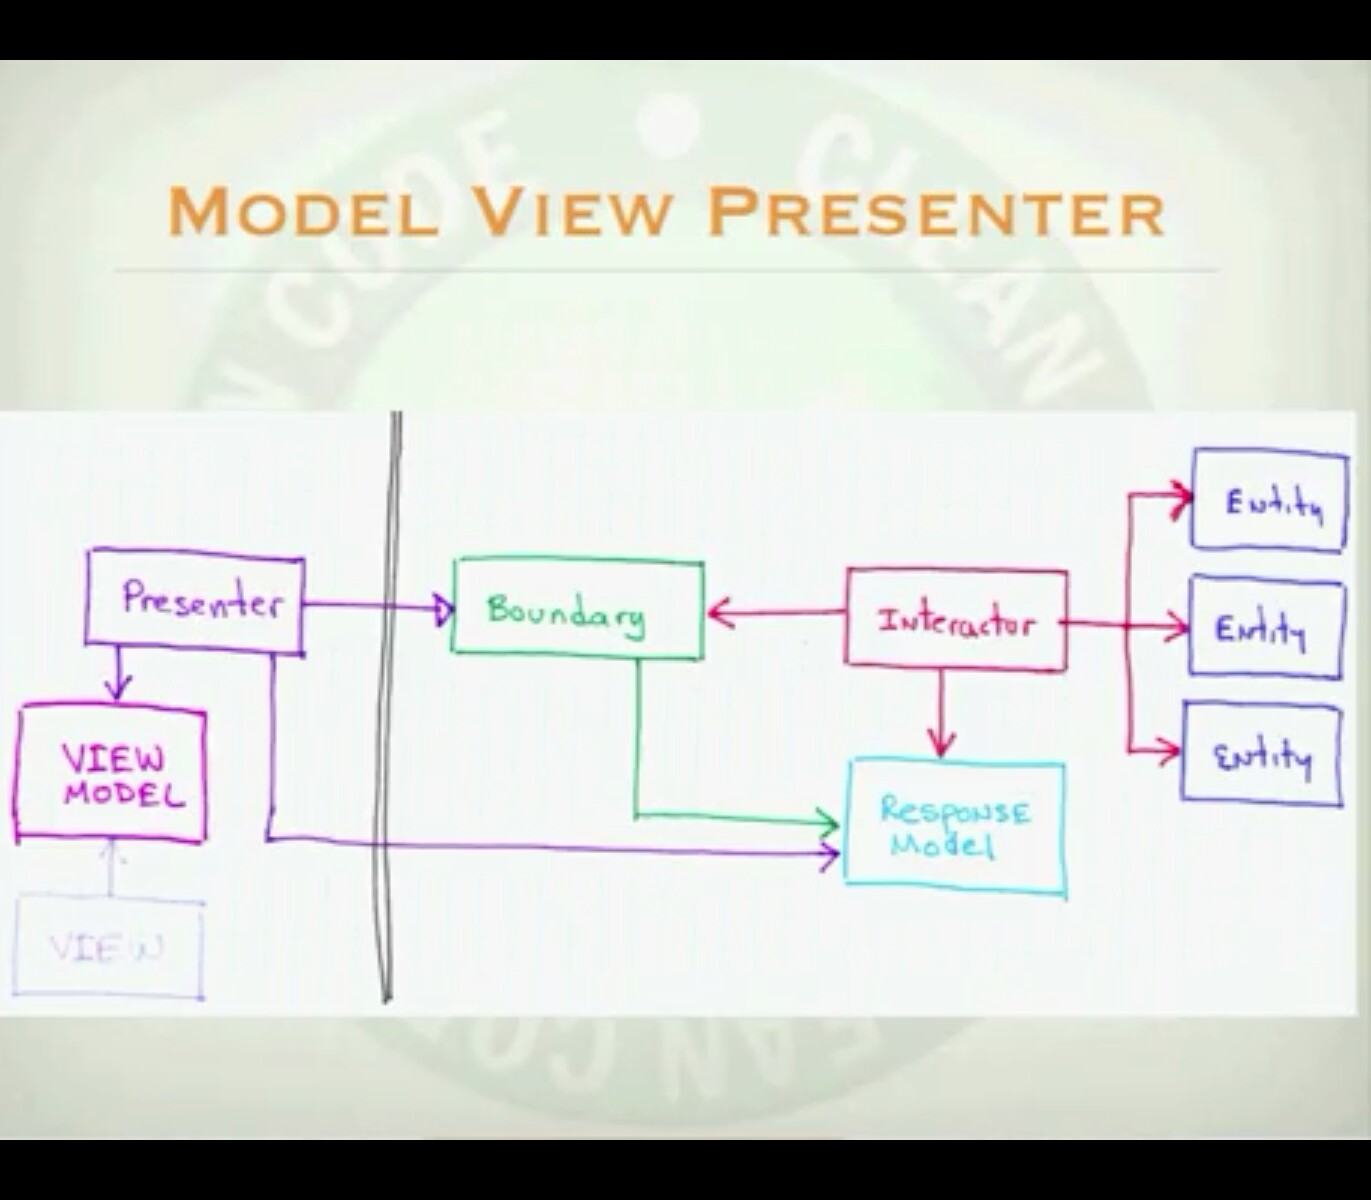 CLEAN CODE
MODEL VIEW PRESENTER
Entity
Presenter
Boundary
Interactor
Entity
VIEW
MODEL
Entity
RESPONSE
Model
VIEW